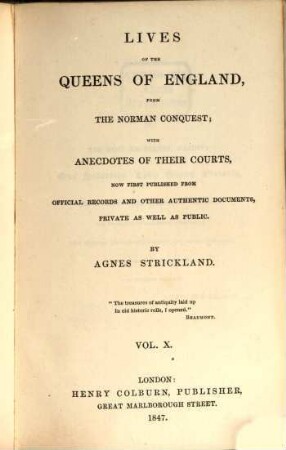 LIVES
OF THE
QUEENS OF ENGLAND,
FROM
THE NORMAN CONQUEST;
WITH
ANECDOTES OF THEIR COURTS,
NOW FIRST PUBLISHED FROM
OFFICIAL RECORDS AND OTHER AUTHENTIC DOCUMENTS,
PRIVATE AS WELL AS PUBLIC.
BY
AGNES STRICKLAND.
"The treasures of antiquity laid up
In old historic rolls, I opened."
BEAUMONT.
VOL. X.
LONDON:
HENRY COLBURN, PUBLISHER,
GREAT MARLBOROUGH STREET.
1847.